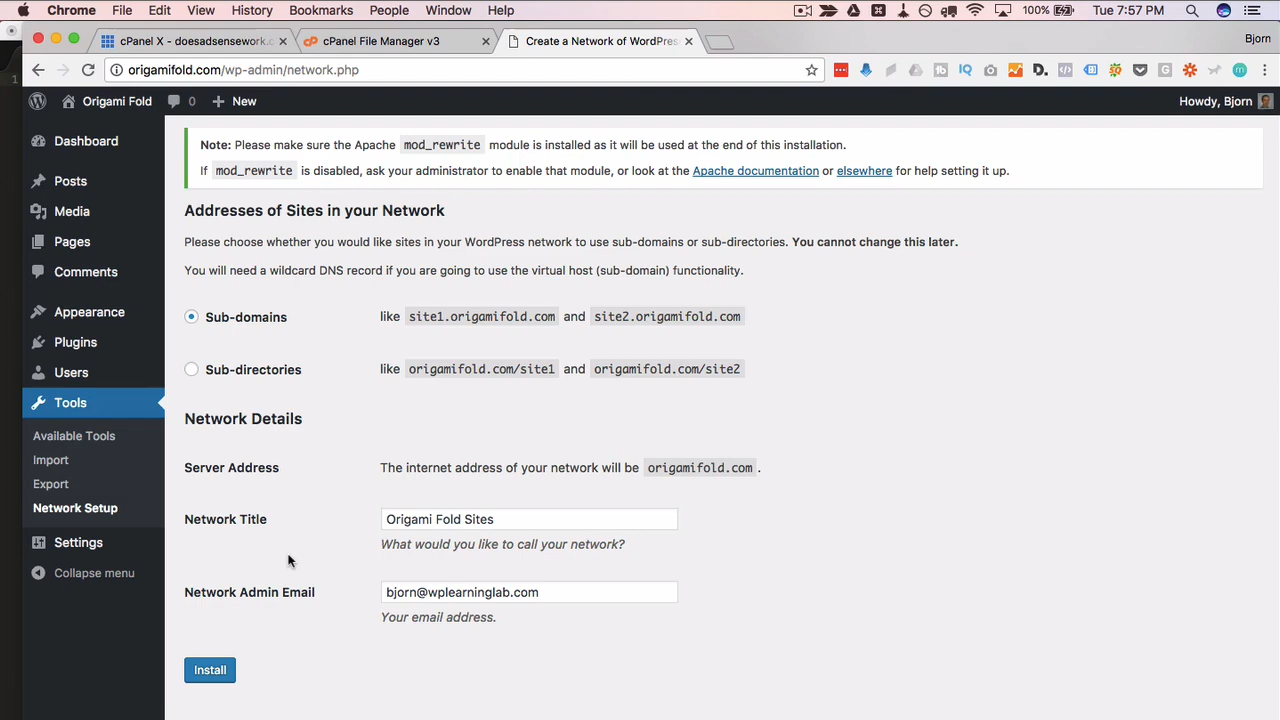 Chrome File Edit View History Bookmarks People Window Help 100% Tue 7:57 PM
cPanel X - doesadsensework.c cPanel File Manager v3 Create a Network of WordPres Bjorn
origamifold.com/wp-admin/network.php
Origami Fold 0 + New Howdy, Bjorn
Dashboard
Posts
Media
Pages
Comments
Appearance
Plugins
Users
Tools
Available Tools
Import
Export
Network Setup
Settings
Collapse menu
Note: Please make sure the Apache mod_rewrite module is installed as it will be used at the end of this installation.
If mod_rewrite is disabled, ask your administrator to enable that module, or look at the Apache documentation or elsewhere for help setting it up.
Addresses of Sites in your Network
Please choose whether you would like sites in your WordPress network to use sub-domains or sub-directories. You cannot change this later.
You will need a wildcard DNS record if you are going to use the virtual host (sub-domain) functionality.
Sub-domains like site1.origamifold.com and site2.origamifold.com
Sub-directories like origamifold.com/site1 and origamifold.com/site2
Network Details
Server Address The internet address of your network will be origamifold.com .
Network Title Origami Fold Sites
What would you like to call your network?
Network Admin Email bjorn@wplearninglab.com
Your email address.
Install